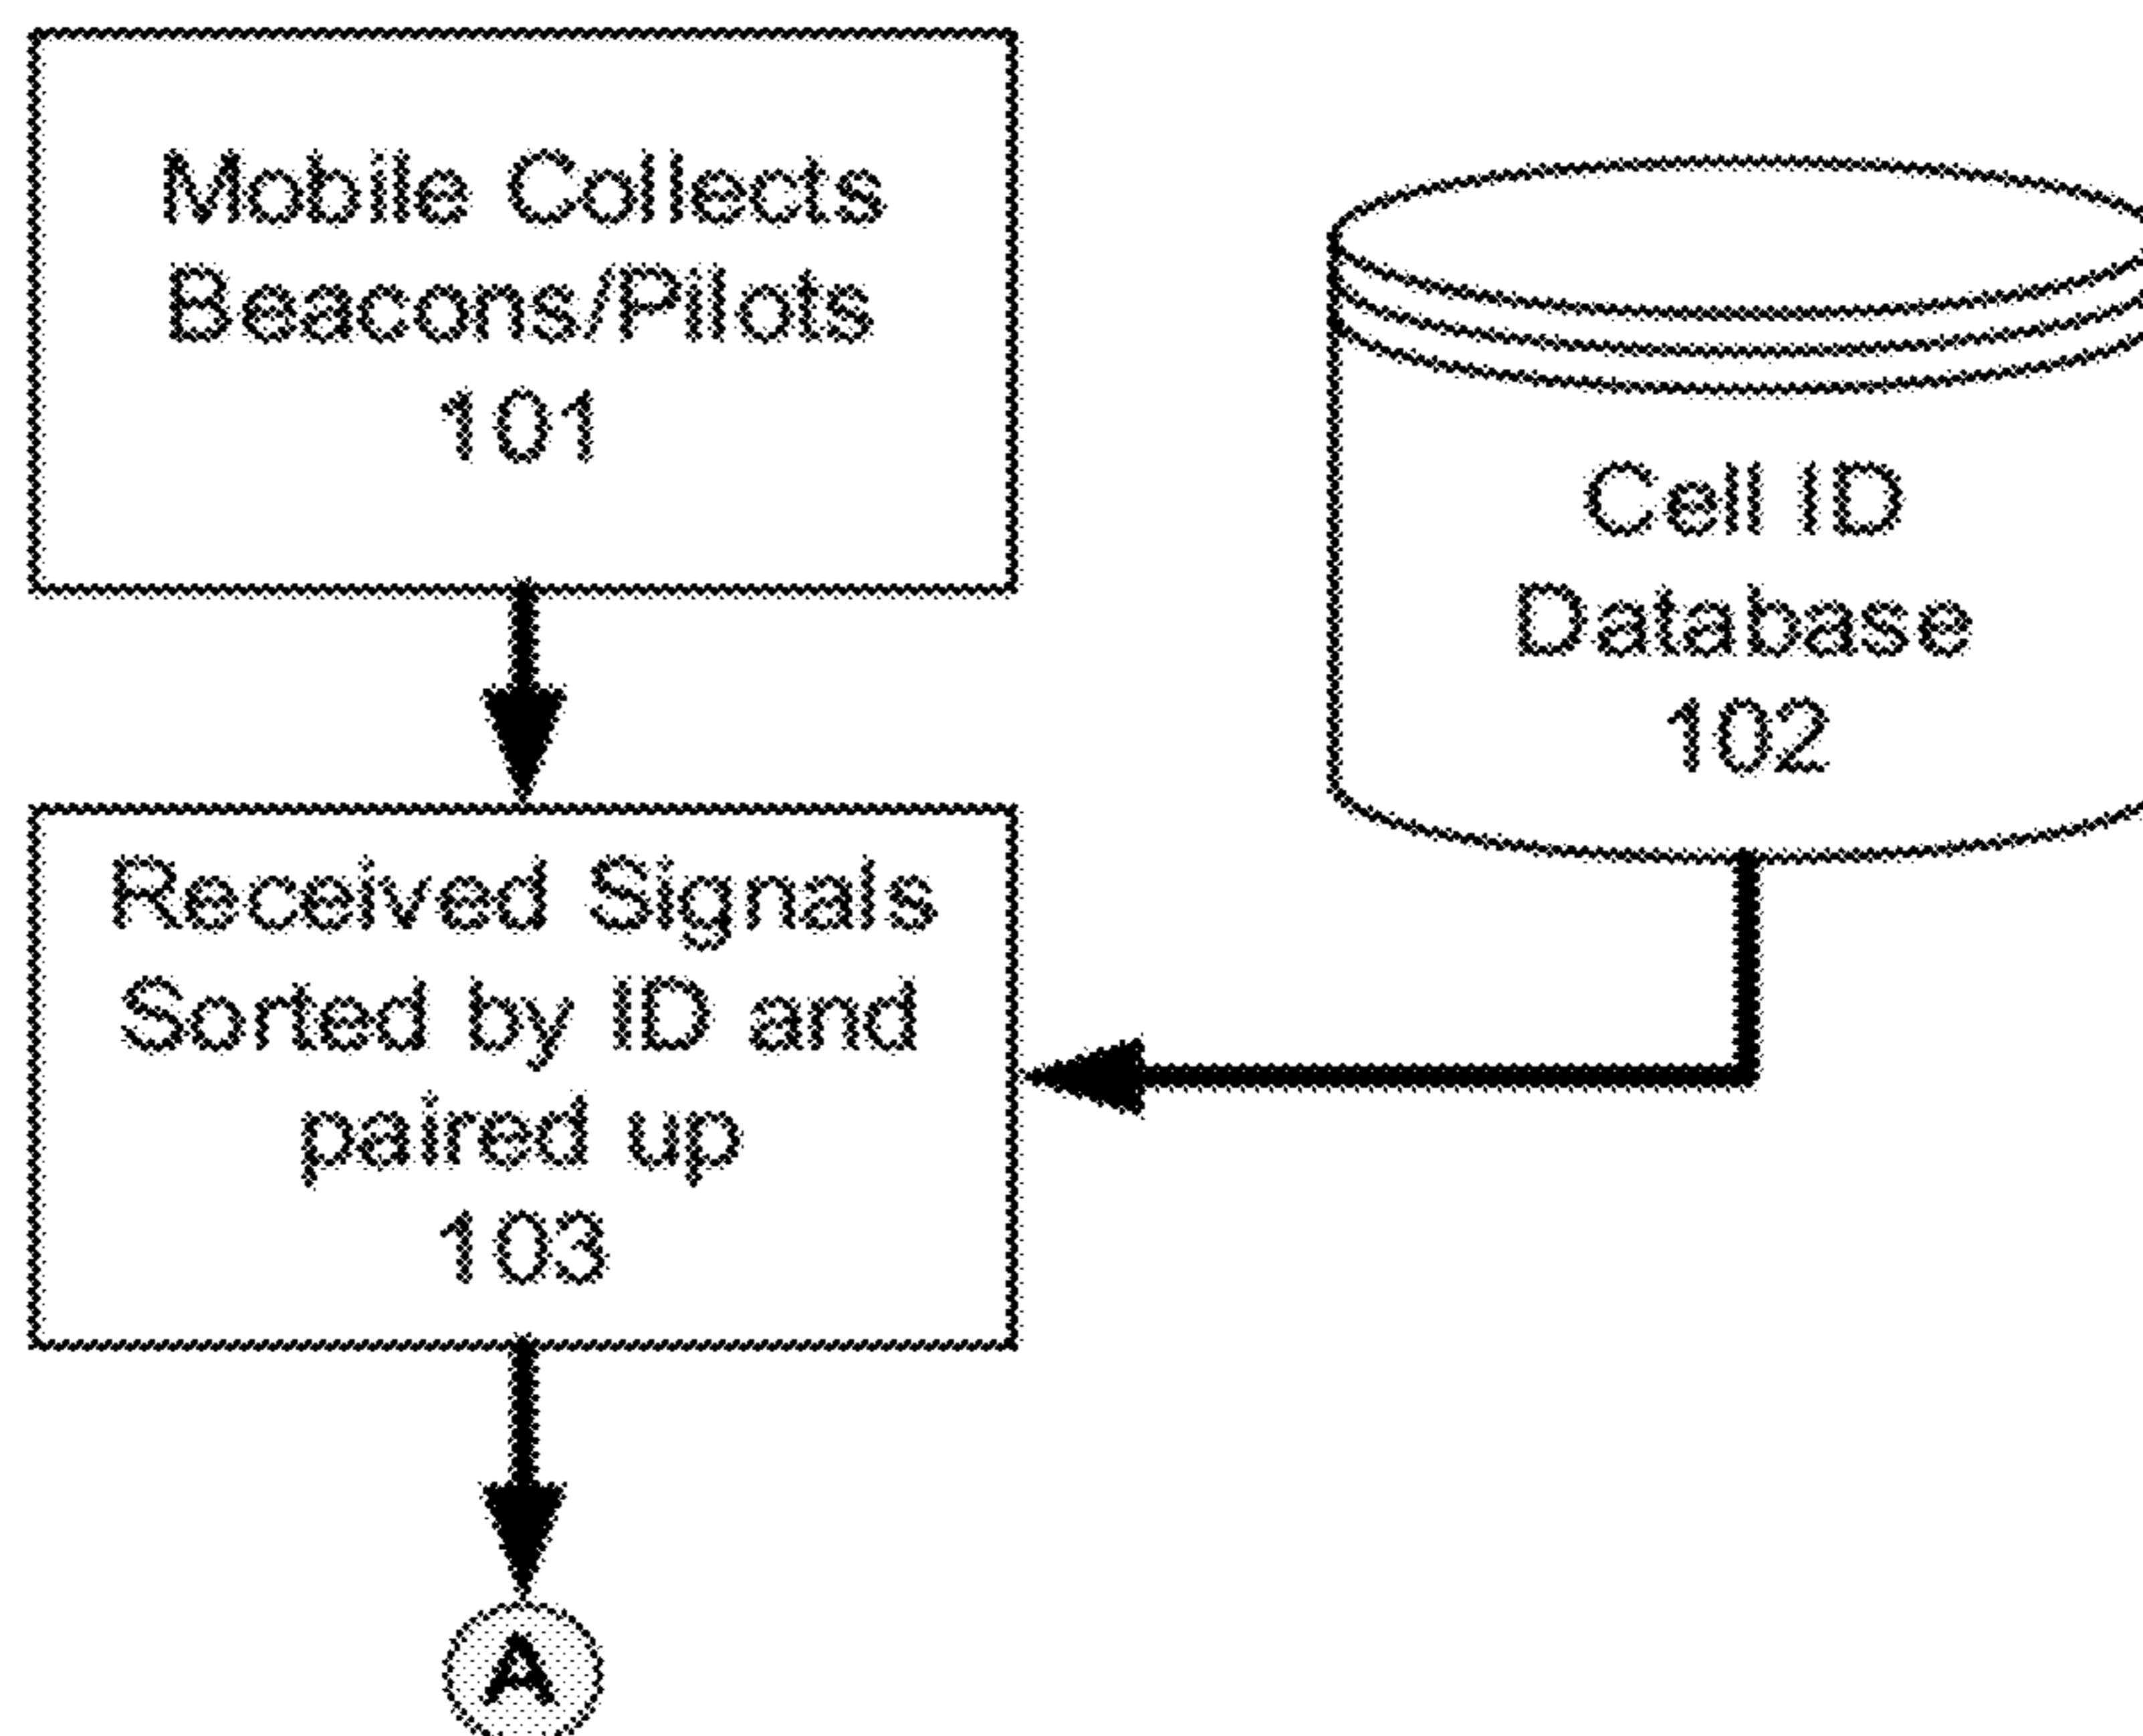 Mobile Collects
Beacons/Pilots
101
Cell ID
Database
102
Received Signals
Sorted by ID and
paired up
103
A